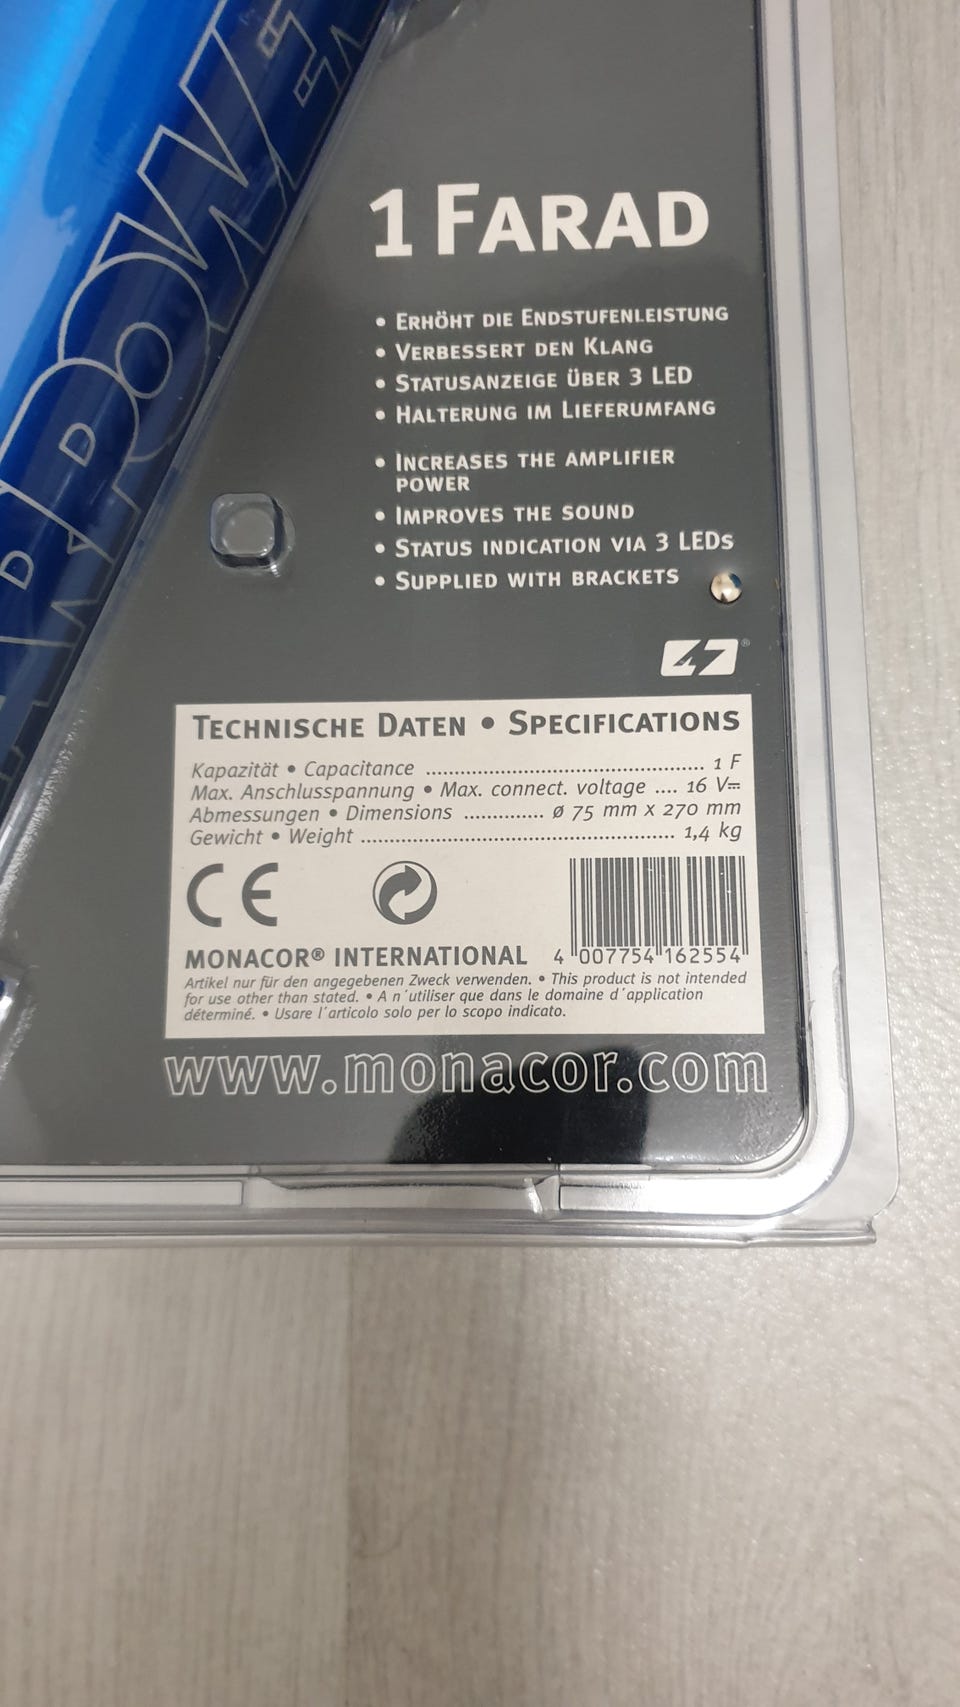 POWE
1 FARAD
• ERHÖHT DIE ENDSTUFENLEISTUNG
• VERBESSERT DEN KLANG
• STATUSANZEIGE ÜBER 3 LED
• HALTERUNG IM LIEFERUMFANG
• INCREASES THE AMPLIFIER
POWER
• IMPROVES THE SOUND
• STATUS INDICATION VIA 3 LEDS
• SUPPLIED WITH BRACKETS
47®
TECHNISCHE DATEN • SPECIFICATIONS
Kapazität • Capacitance ........................................ 1 F
Max. Anschlusspannung • Max. connect. voltage .... 16 V⎓
Abmessungen • Dimensions .............. ø 75 mm x 270 mm
Gewicht • Weight ............................................. 1,4 kg
CE
4 007754 162554
MONACOR® INTERNATIONAL
Artikel nur für den angegebenen Zweck verwenden. • This product is not intended
for use other than stated. • A n´utiliser que dans le domaine d´application
déterminé. • Usare l´articolo solo per lo scopo indicato.
www.monacor.com